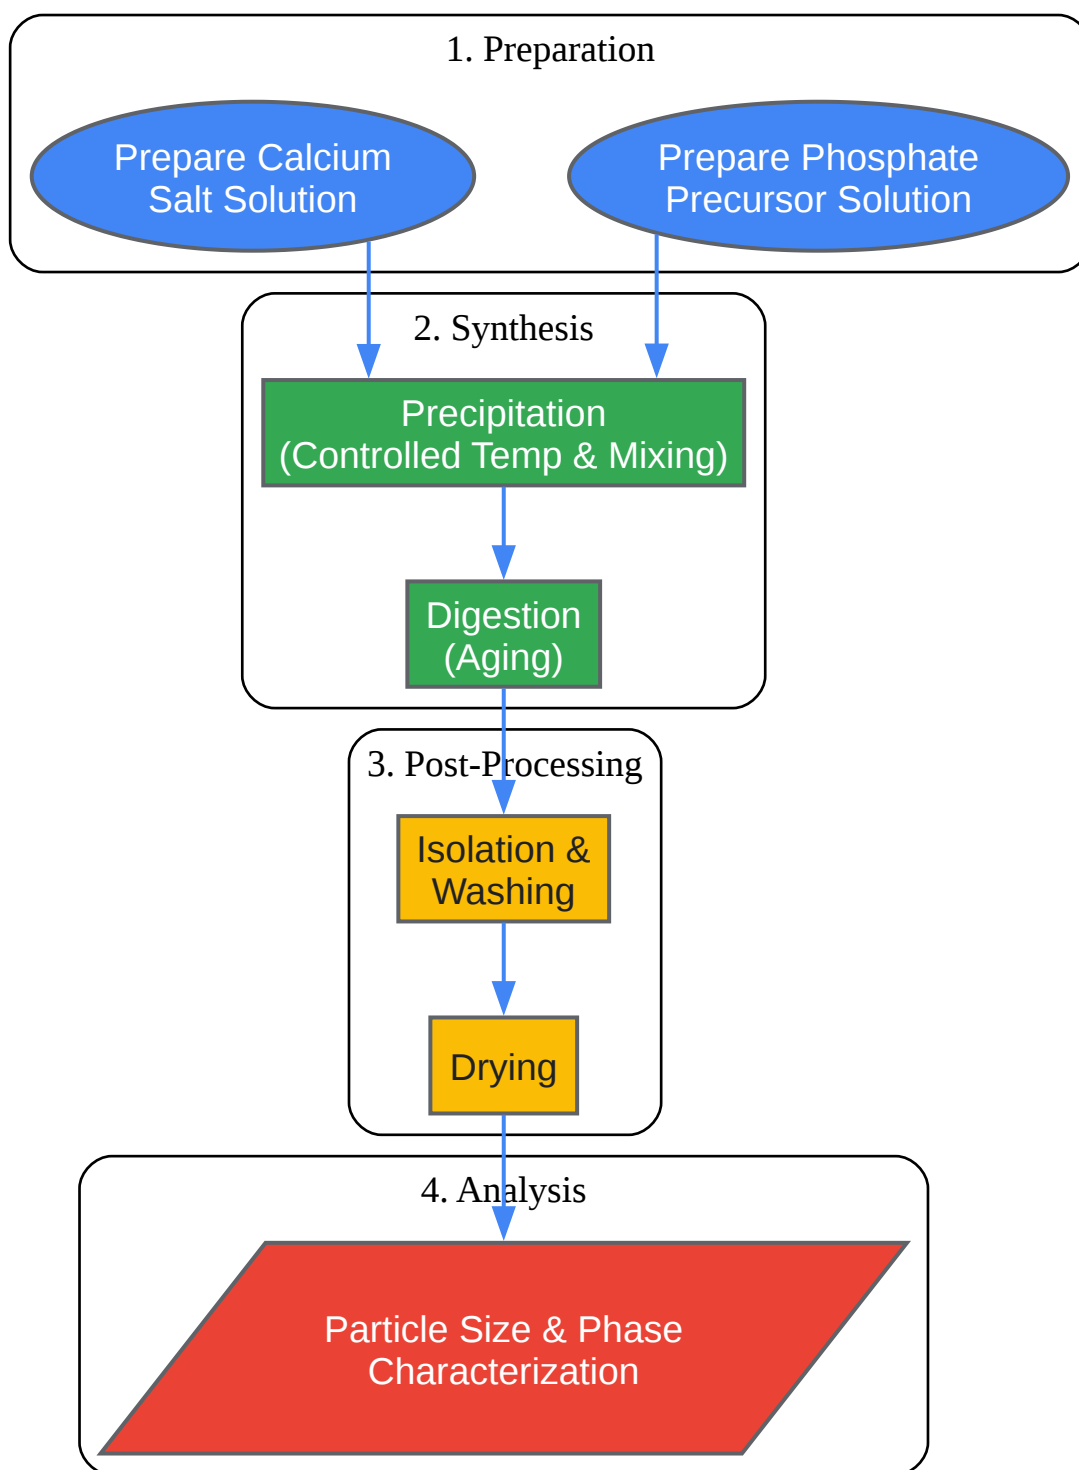 1. Preparation
Prepare Calcium
Salt Solution
Prepare Phosphate
Precursor Solution
2. Synthesis
Precipitation
(Controlled Temp & Mixing)
Digestion
(Aging)
3. Post-Processing
Isolation &
Washing
Drying
4. Analysis
Particle Size & Phase
Characterization